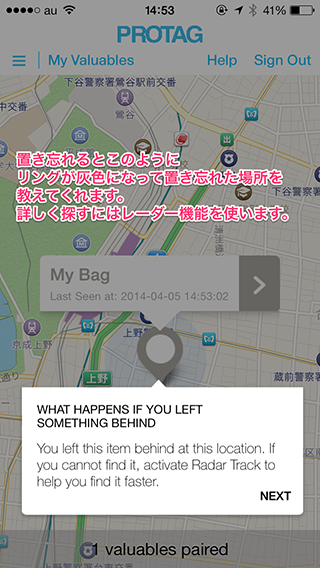 au 14:53 41%
PROTAG
My Valuables Help Sign Out
下谷警察署鶯谷駅前交番
鶯谷
置き忘れるとこのように
リングが灰色になって置き忘れた場所を
教えてくれます。
詳しく探すにはレーダー機能を使います。
My Bag
Last Seen at: 2014-04-05 14:53:02
京成上野
上野警
上野
蔵前警察署
WHAT HAPPENS IF YOU LEFT
SOMETHING BEHIND
You left this item behind at this location. If
you cannot find it, activate Radar Track to
help you find it faster.
NEXT
1 valuables paired